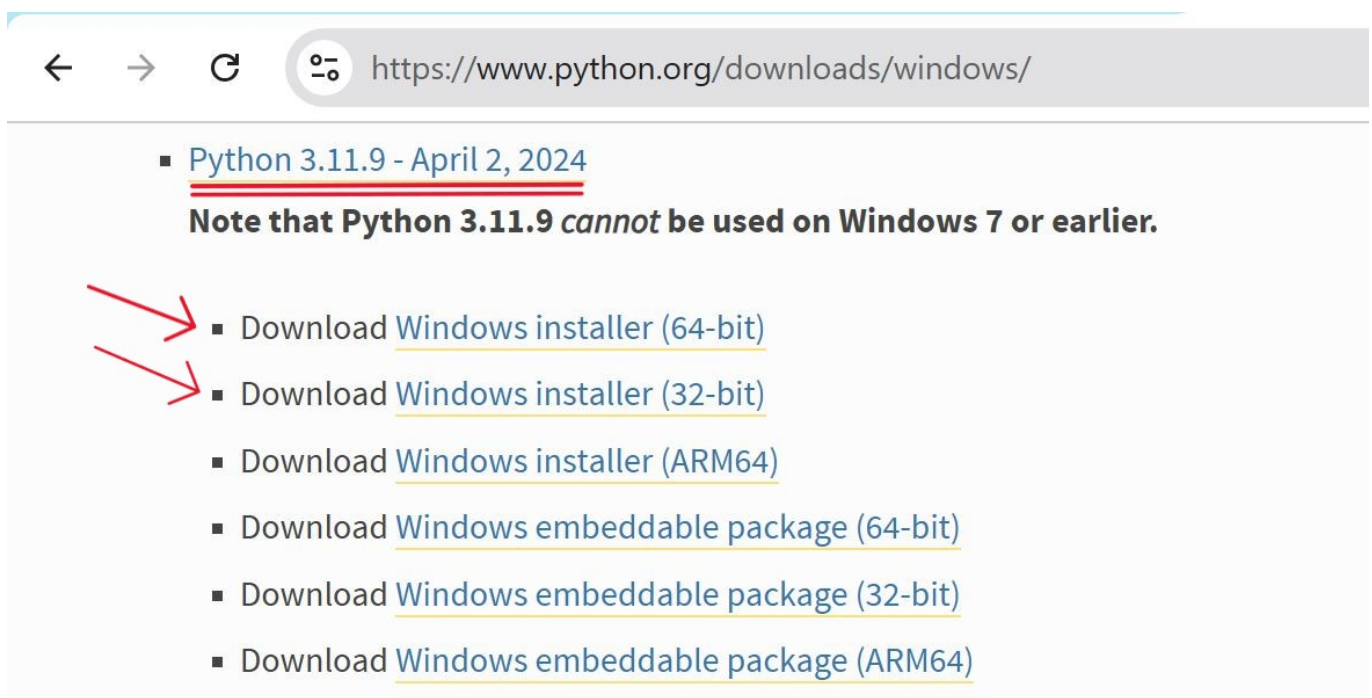 https://www.python.org/downloads/windows/
Python 3.11.9 - April 2, 2024
Note that Python 3.11.9 cannot be used on Windows 7 or earlier.
Download Windows installer (64-bit)
Download Windows installer (32-bit)
Download Windows installer (ARM64)
Download Windows embeddable package (64-bit)
Download Windows embeddable package (32-bit)
Download Windows embeddable package (ARM64)